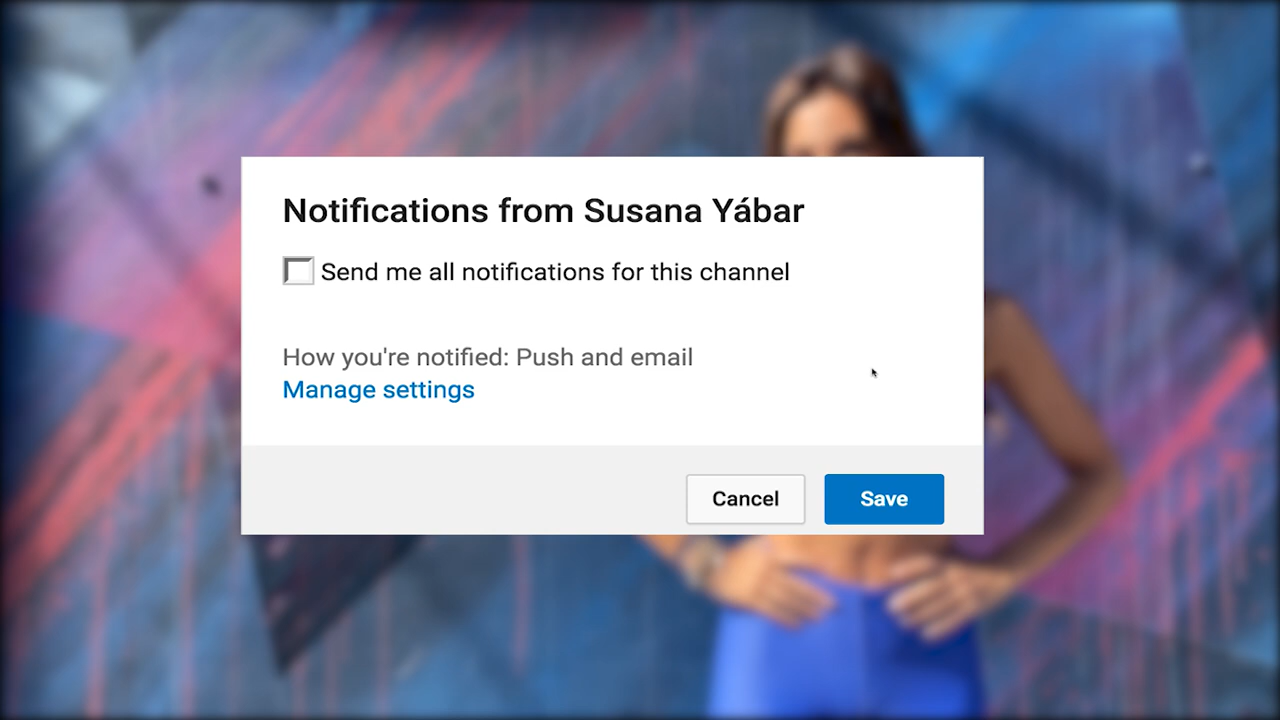 Notifications from Susana Yábar
Send me all notifications for this channel
How you're notified: Push and email
Manage settings
Cancel
Save